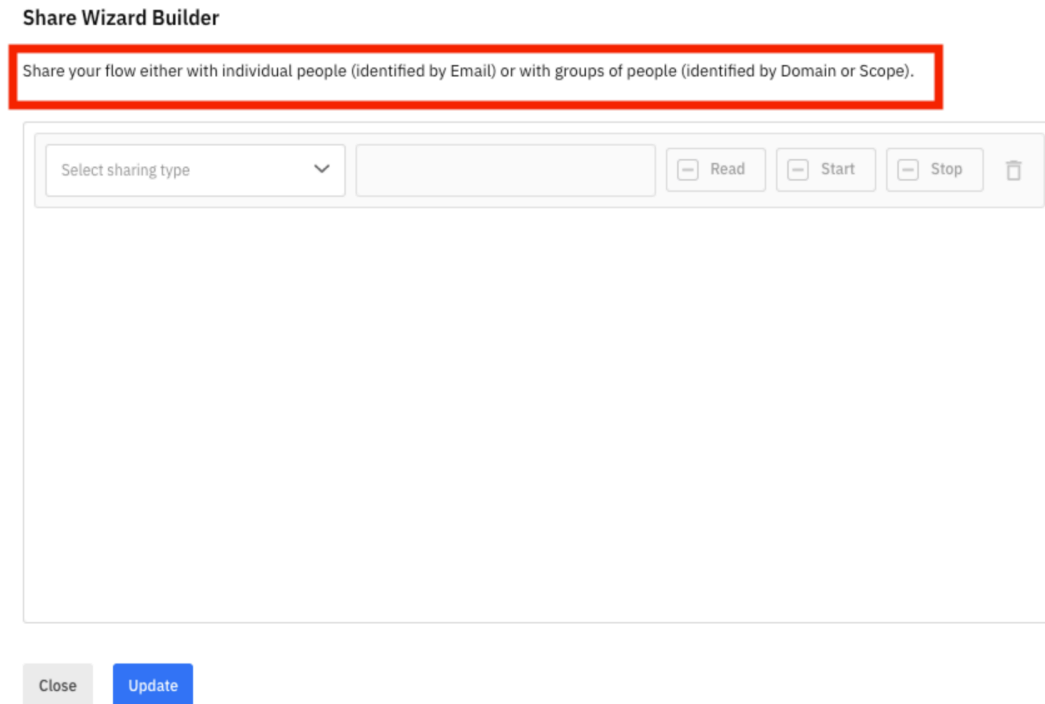 Share Wizard Builder
Share your flow either with individual people (identified by Email) or with groups of people (identified by Domain or Scope).
Select sharing type Read Start Stop
Close Update